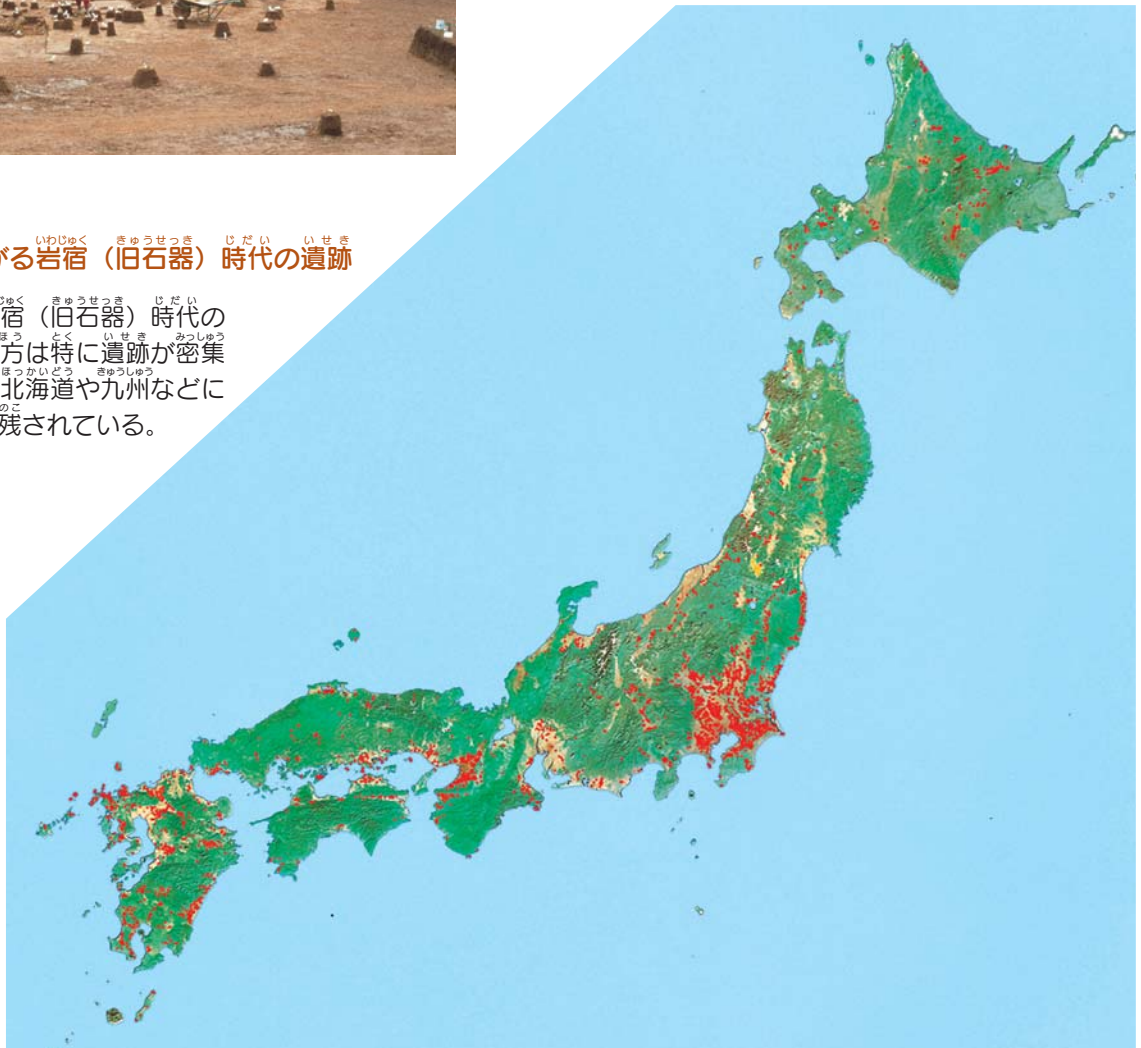 がる岩宿（旧石器）時代の遺跡
宿（旧石器）時代の
方は特に遺跡が密集
北海道や九州などに
残されている。